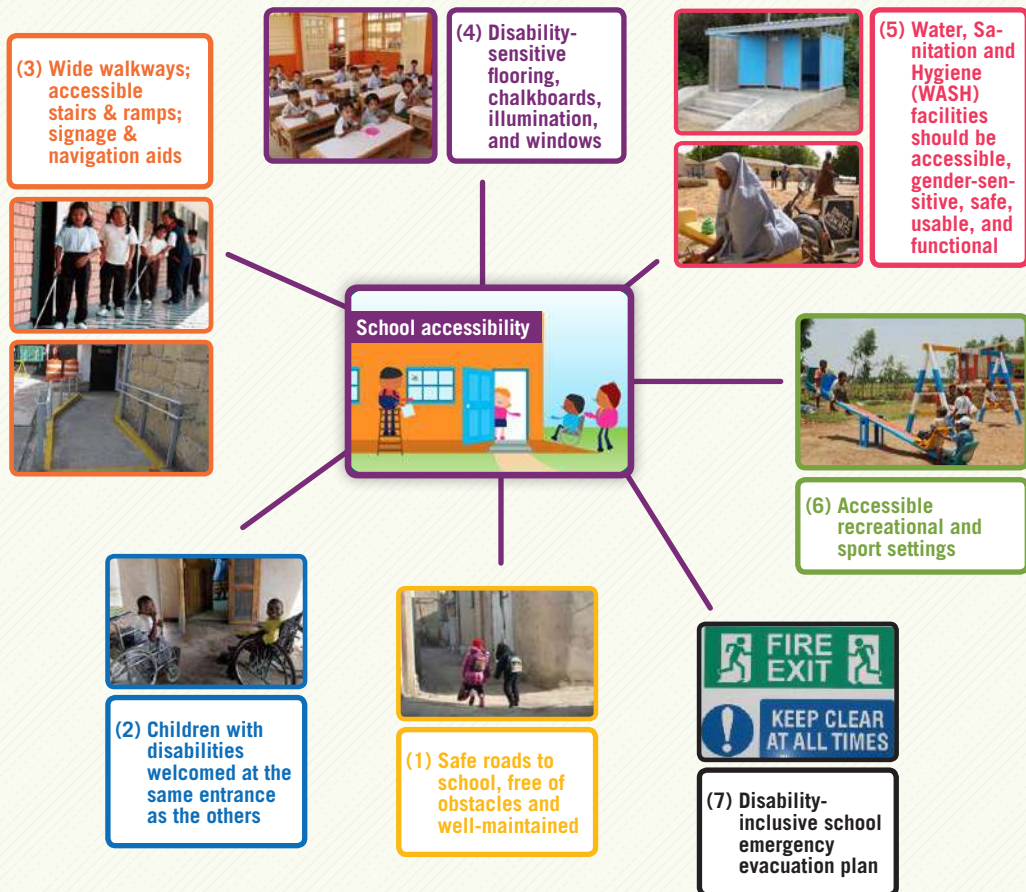 (3) Wide walkways;
accessible
stairs & ramps;
signage &
navigation aids
(4) Disability-
sensitive
flooring,
chalkboards,
illumination,
and windows
(5) Water, Sa-
nitation and
Hygiene
(WASH)
facilities
should be
accessible,
gender-sen-
sitive, safe,
usable, and
functional
School accessibility
(6) Accessible
recreational and
sport settings
(2) Children with
disabilities
welcomed at the
same entrance
as the others
(1) Safe roads to
school, free of
obstacles and
well-maintained
FIRE
EXIT
KEEP CLEAR
AT ALL TIMES
(7) Disability-
inclusive school
emergency
evacuation plan